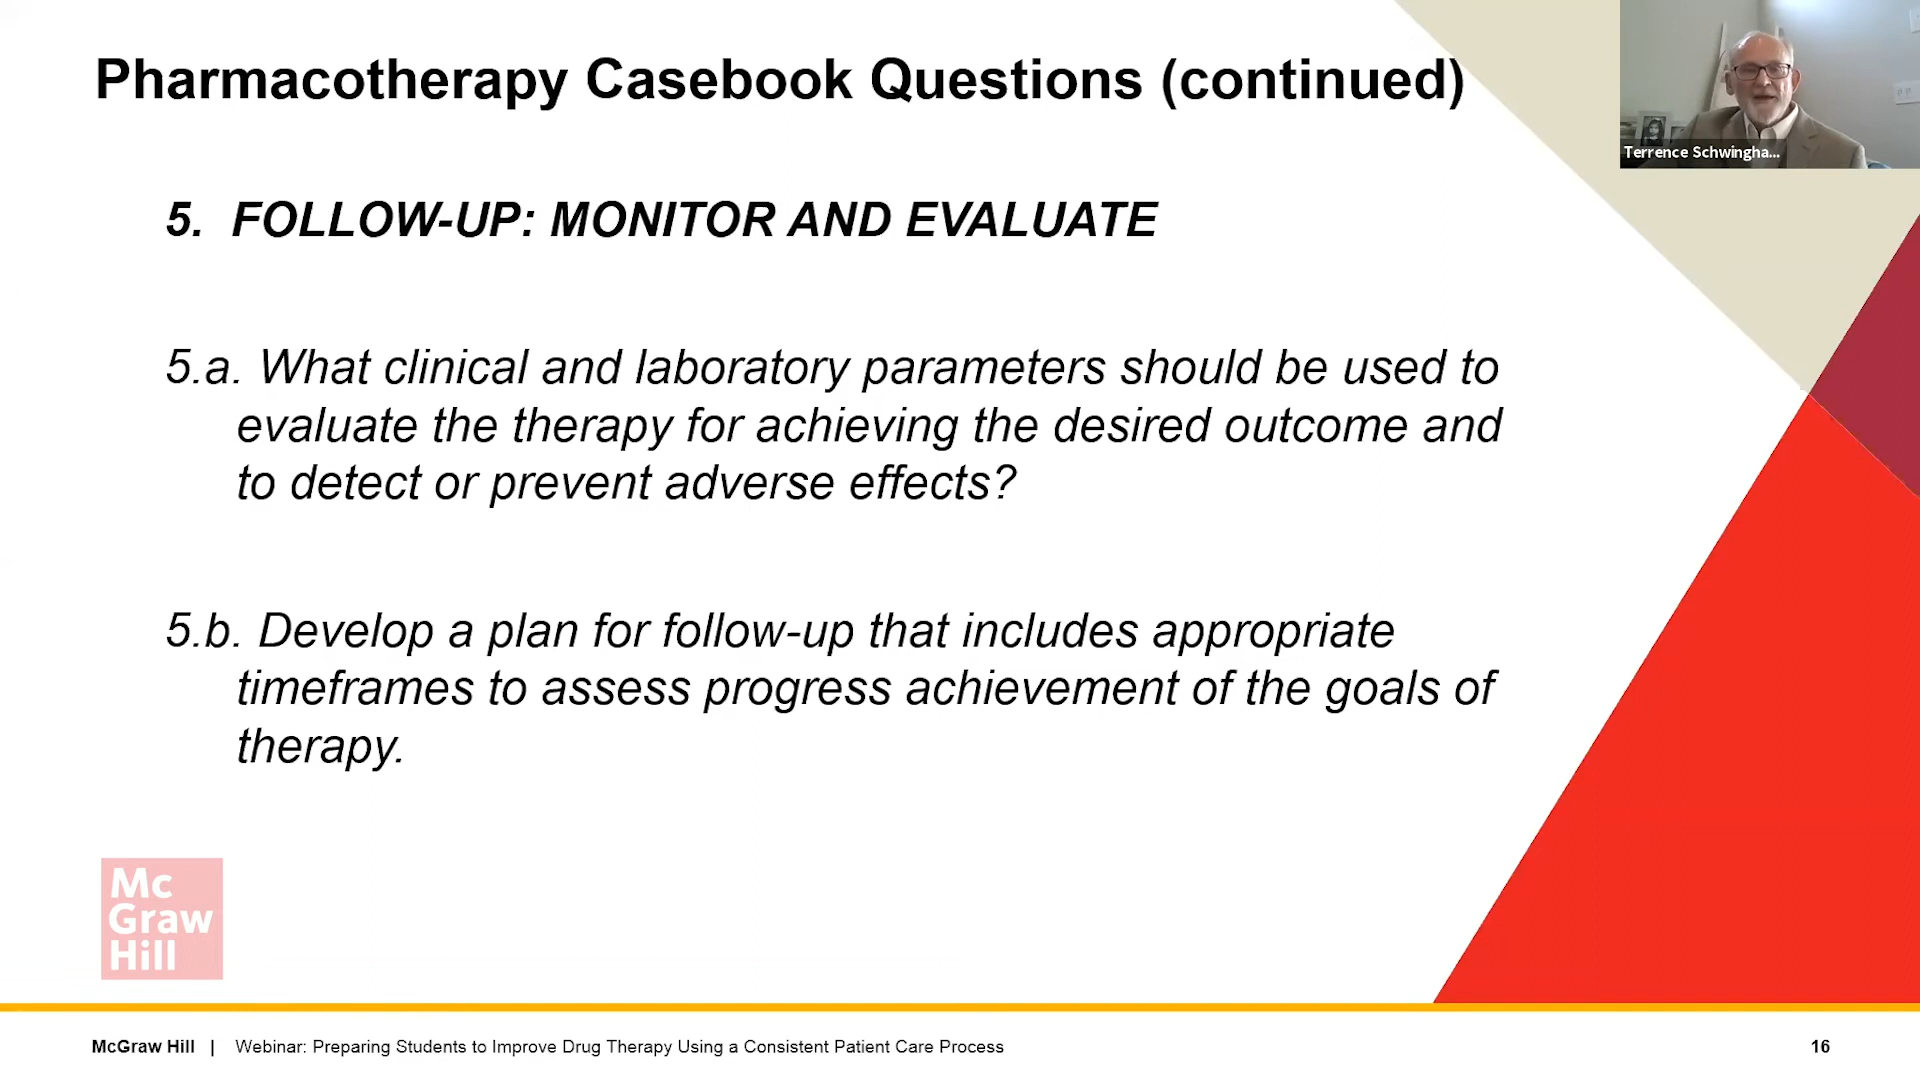 Pharmacotherapy Casebook Questions (continued)
Terrence Schwingha...
5. FOLLOW-UP: MONITOR AND EVALUATE
5.a. What clinical and laboratory parameters should be used to
evaluate the therapy for achieving the desired outcome and
to detect or prevent adverse effects?
5.b. Develop a plan for follow-up that includes appropriate
timeframes to assess progress achievement of the goals of
therapy.
Mc
Graw
Hill
McGraw Hill | Webinar: Preparing Students to Improve Drug Therapy Using a Consistent Patient Care Process
16